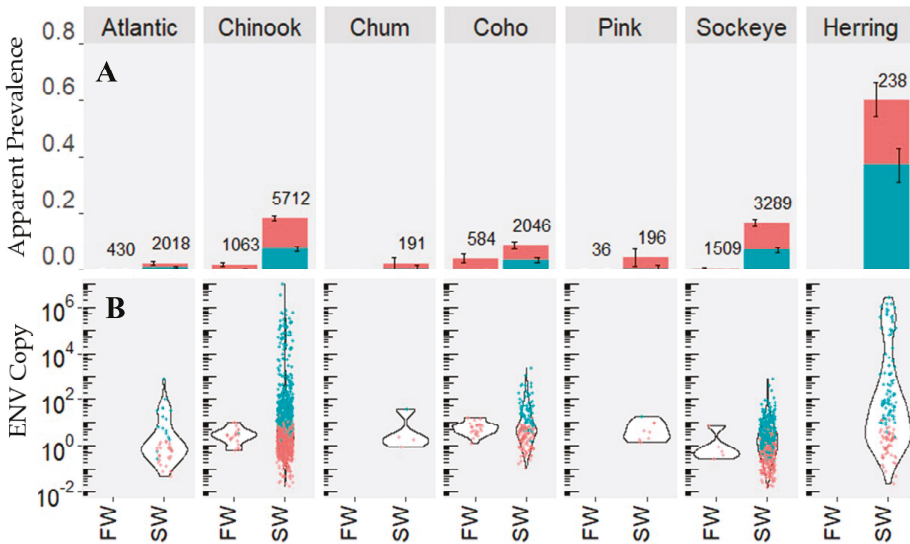 Atlantic Chinook Chum Coho Pink Sockeye Herring
A
Apparent Prevalence
0.8
0.6
0.4
0.2
0.0
430 2018 1063 5712 191 584 2046 36 196 1509 3289 238
B
ENV Copy
10^6
10^4
10^2
10^0
10^-2
FW SW FW SW FW SW FW SW FW SW FW SW FW SW